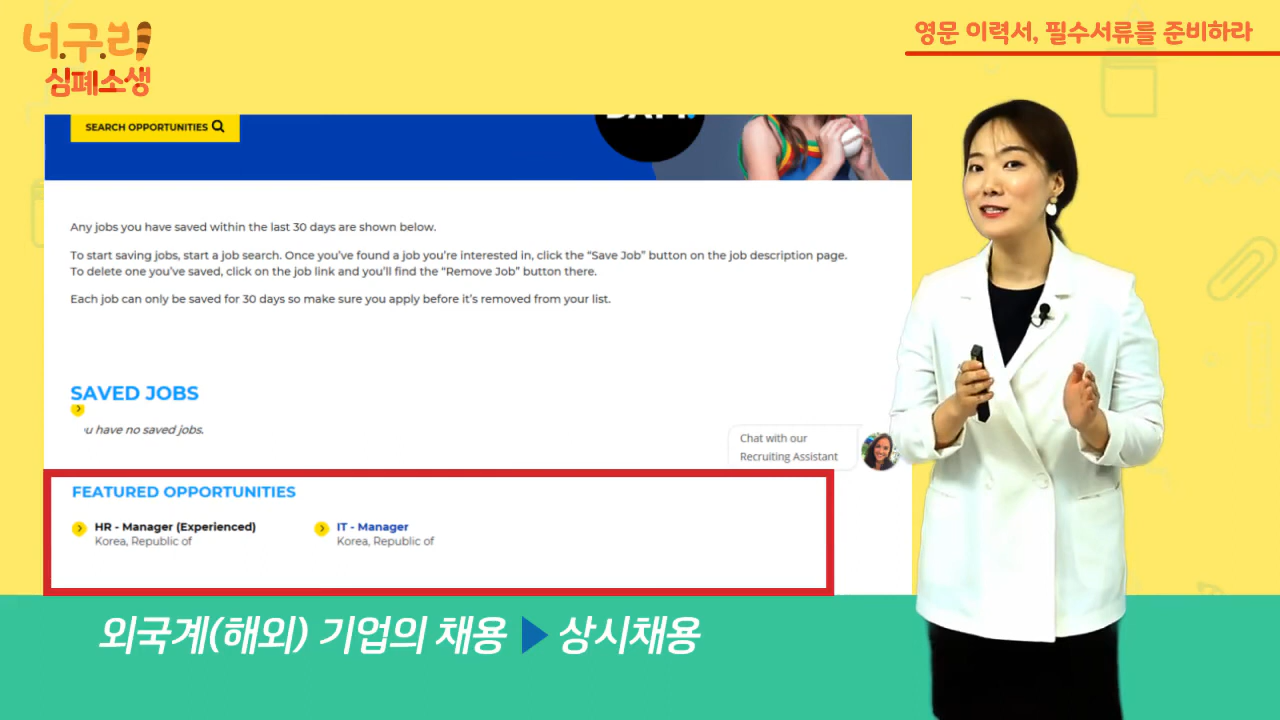 너.구.리
심폐소생
영문 이력서, 필수서류를 준비하라
SEARCH OPPORTUNITIES
Any jobs you have saved within the last 30 days are shown below.
To start saving jobs, start a job search. Once you've found a job you're interested in, click the “Save Job” button on the job description page.
To delete one you've saved, click on the job link and you'll find the “Remove Job” button there.
Each job can only be saved for 30 days so make sure you apply before it's removed from your list.
SAVED JOBS
u have no saved jobs.
Chat with our
Recruiting Assistant
FEATURED OPPORTUNITIES
HR - Manager (Experienced)
Korea, Republic of
IT - Manager
Korea, Republic of
외국계(해외) 기업의 채용 ▶ 상시채용